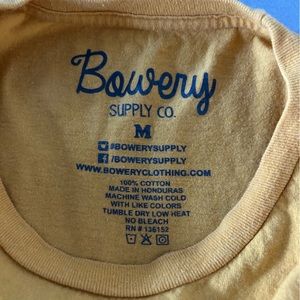 Bowery
SUPPLY CO.
M
#BOWERYSUPPLY
/BOWERYSUPPLY
WWW.BOWERYCLOTHING.COM
100% COTTON
MADE IN HONDURAS
MACHINE WASH COLD
WITH LIKE COLORS
TUMBLE DRY LOW HEAT
NO BLEACH
RN # 136152